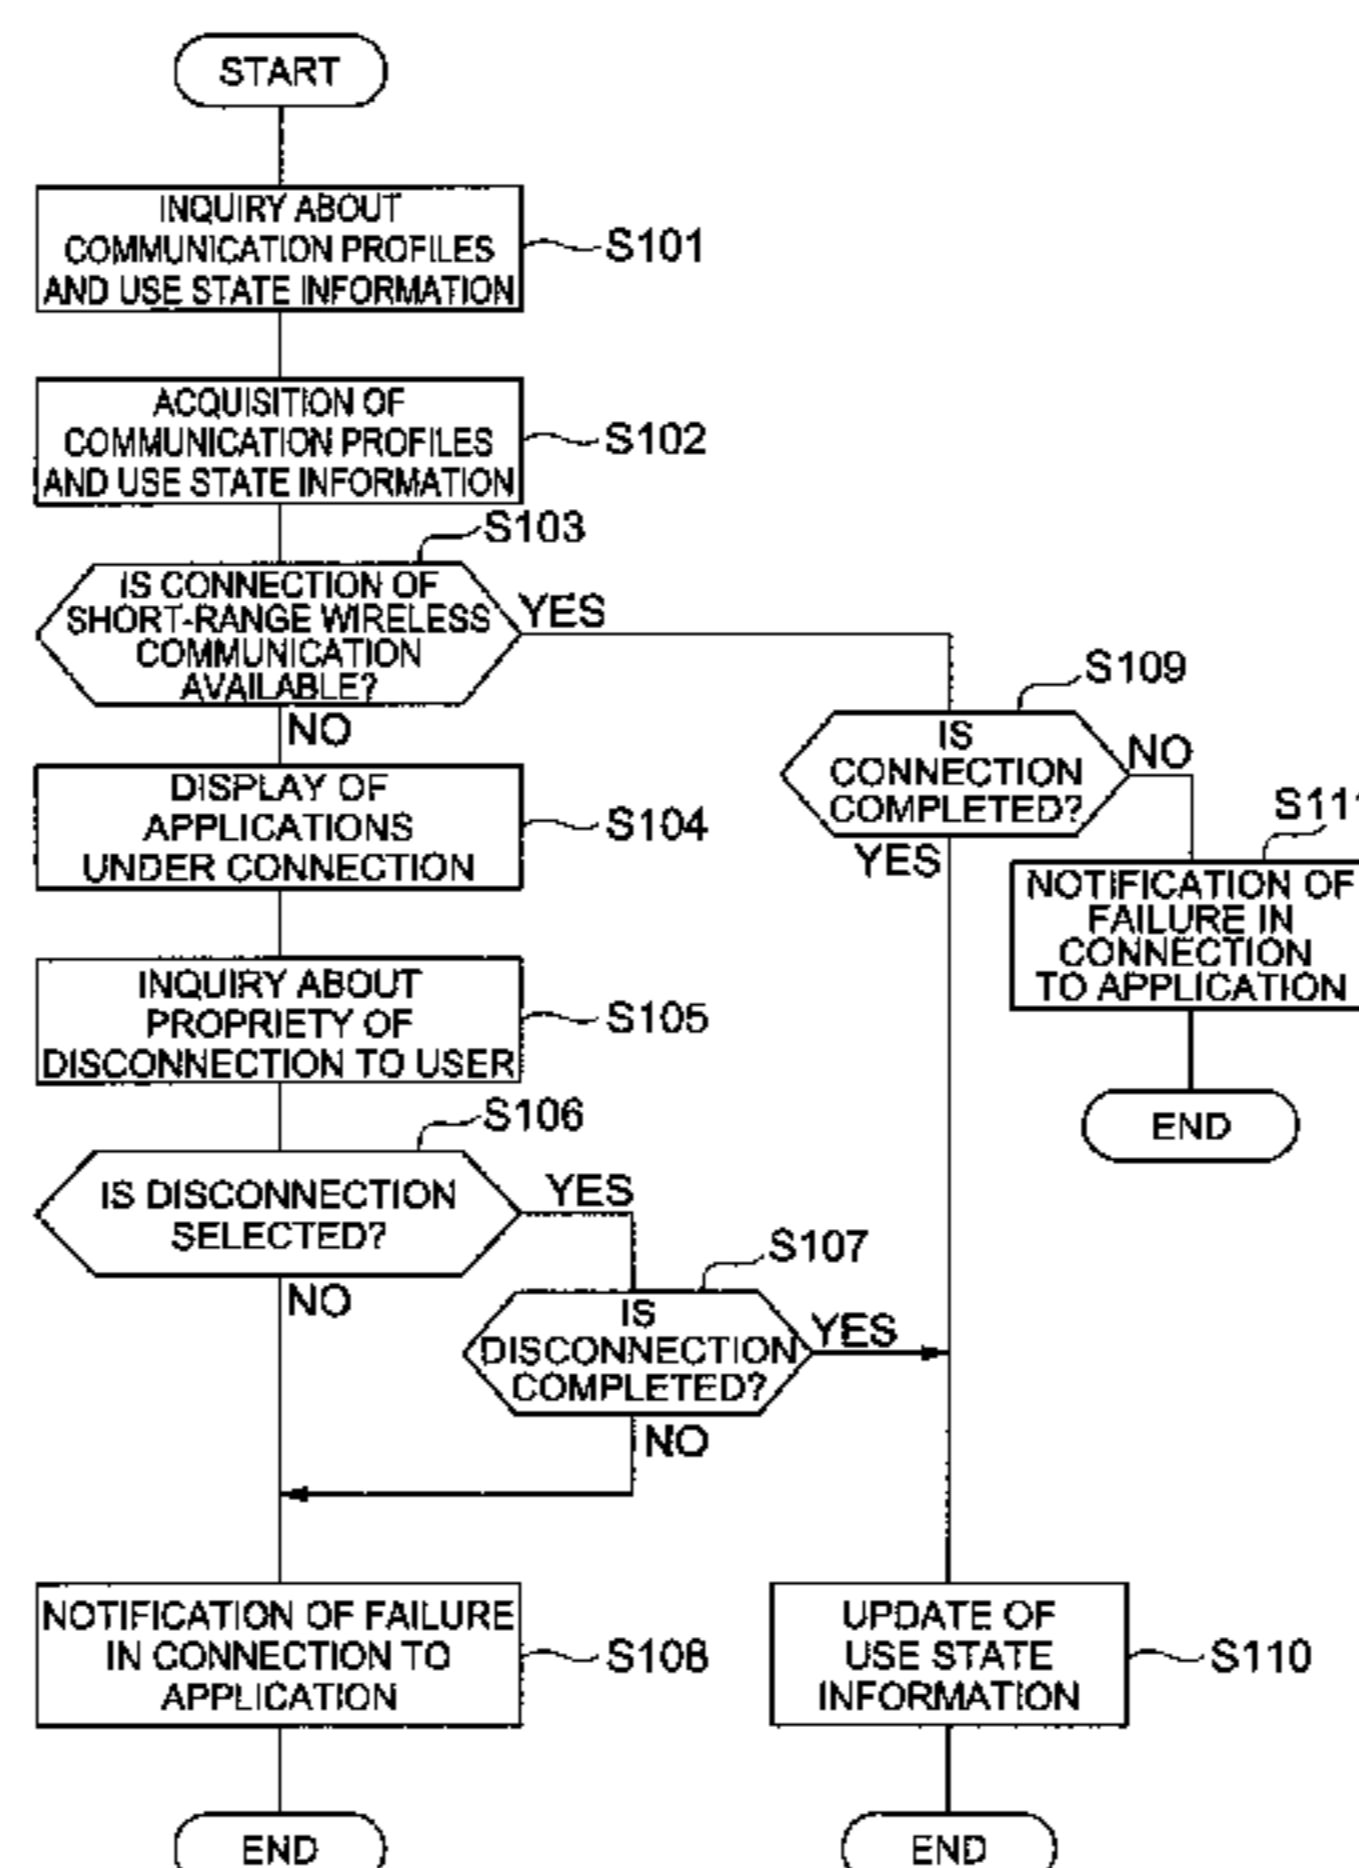 START
INQUIRY ABOUT
COMMUNICATION PROFILES
AND USE STATE INFORMATION
S101
ACQUISITION OF
COMMUNICATION PROFILES
AND USE STATE INFORMATION
S102
S103
IS CONNECTION OF
SHORT-RANGE WIRELESS
COMMUNICATION
AVAILABLE?
YES
NO
S109
IS
CONNECTION
COMPLETED?
NO
YES
S111
NOTIFICATION OF
FAILURE IN
CONNECTION
TO APPLICATION
END
DISPLAY OF
APPLICATIONS
UNDER CONNECTION
S104
INQUIRY ABOUT
PROPRIETY OF
DISCONNECTION TO USER
S105
S106
IS DISCONNECTION
SELECTED?
YES
NO
S107
IS
DISCONNECTION
COMPLETED?
YES
NO
NOTIFICATION OF FAILURE
IN CONNECTION TO
APPLICATION
S108
UPDATE OF
USE STATE
INFORMATION
S110
END
END